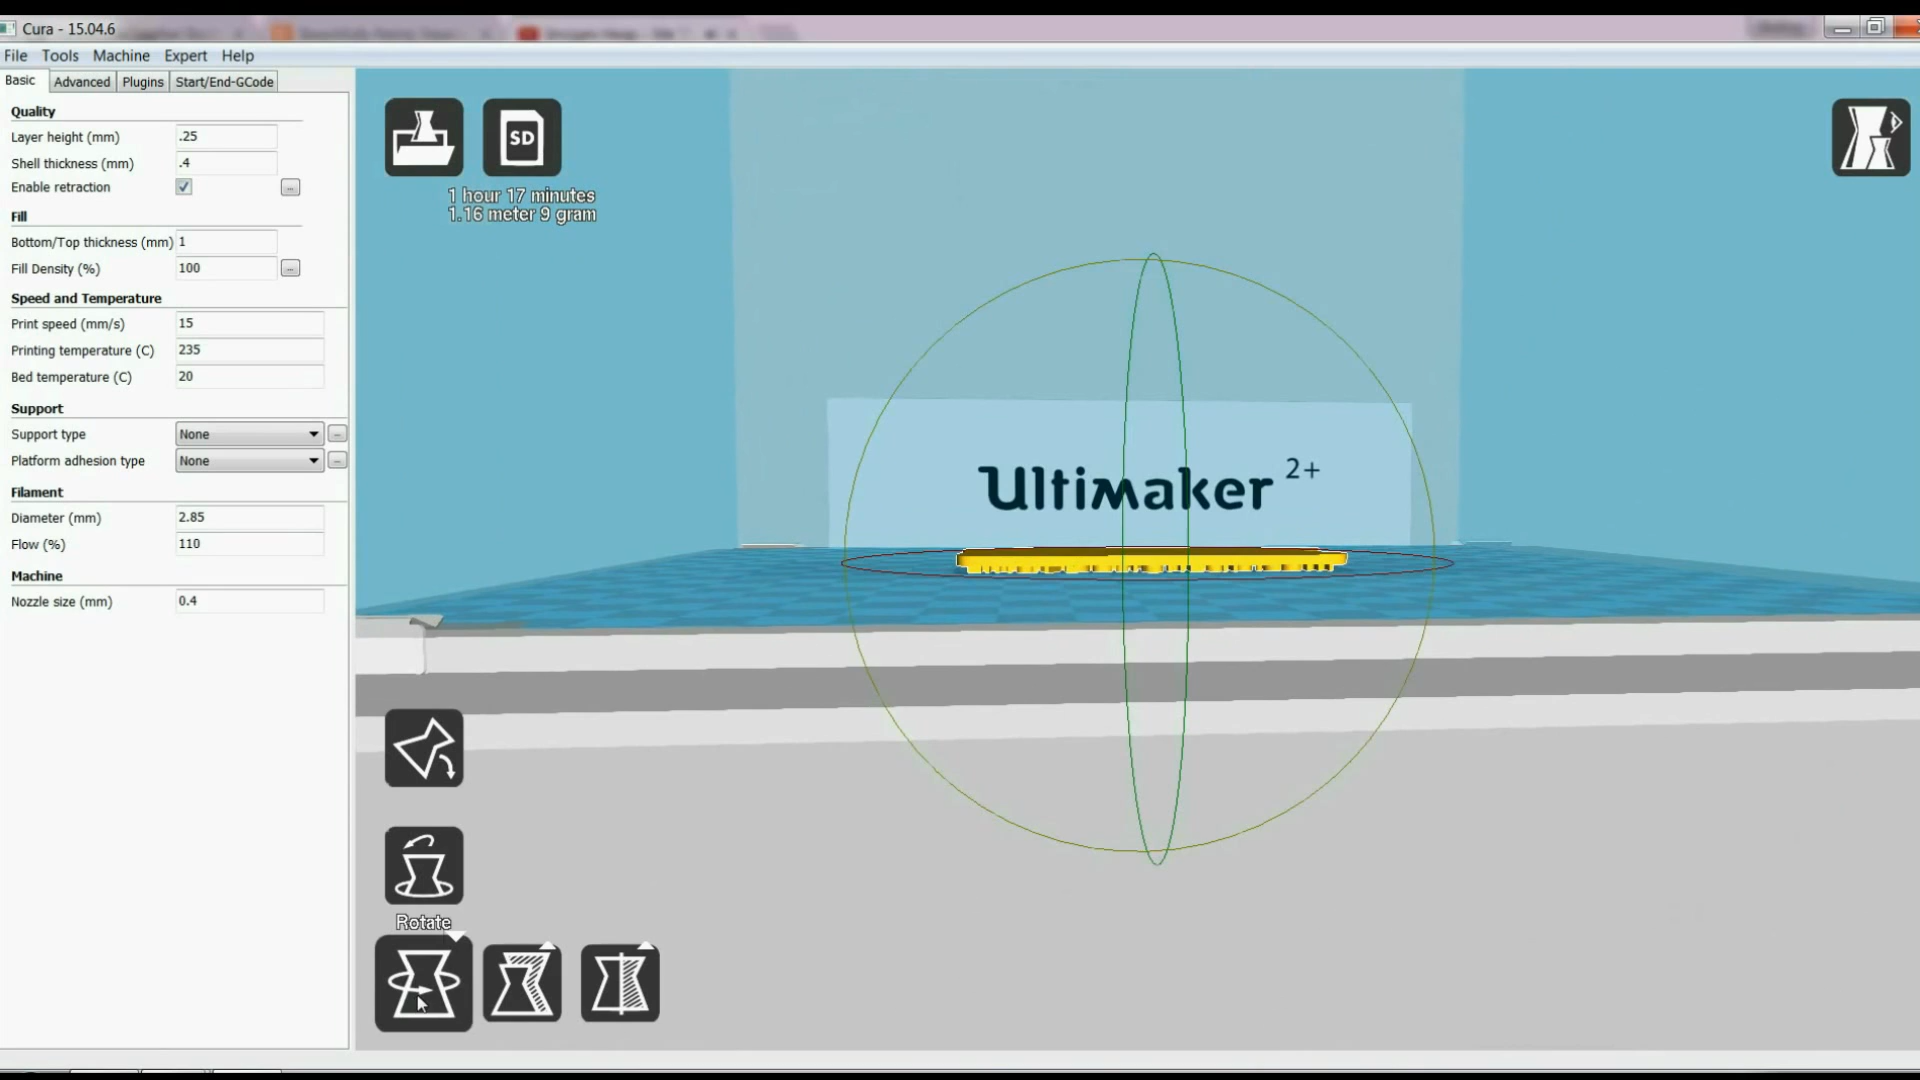 Cura - 15.04.6
File Tools Machine Expert Help
Basic Advanced Plugins Start/End-GCode
Quality
Layer height (mm) .25
Shell thickness (mm) .4
Enable retraction ...
Fill
Bottom/Top thickness (mm) 1
Fill Density (%) 100 ...
Speed and Temperature
Print speed (mm/s) 15
Printing temperature (C) 235
Bed temperature (C) 20
Support
Support type None ...
Platform adhesion type None ...
Filament
Diameter (mm) 2.85
Flow (%) 110
Machine
Nozzle size (mm) 0.4
SD
1 hour 17 minutes
1.16 meter 9 gram
Ultimaker 2+
Rotate